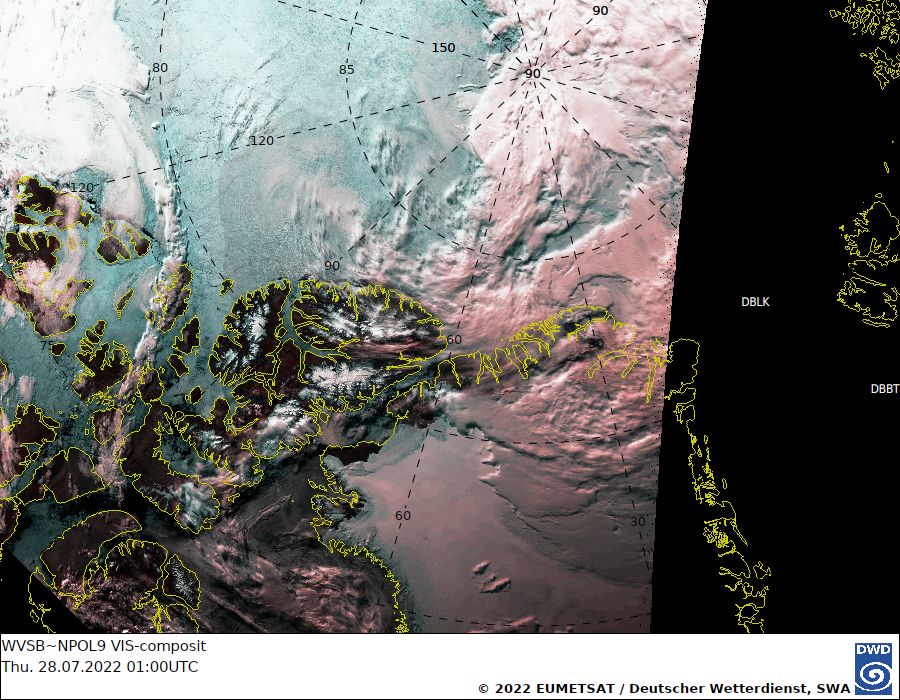 90
150
90
80
85
120
120
90
60
30
75
DBLK
DBBT
60
30
WVSB~NPOL9 VIS-composit
Thu. 28.07.2022 01:00UTC
DWD
© 2022 EUMETSAT / Deutscher Wetterdienst, SWA